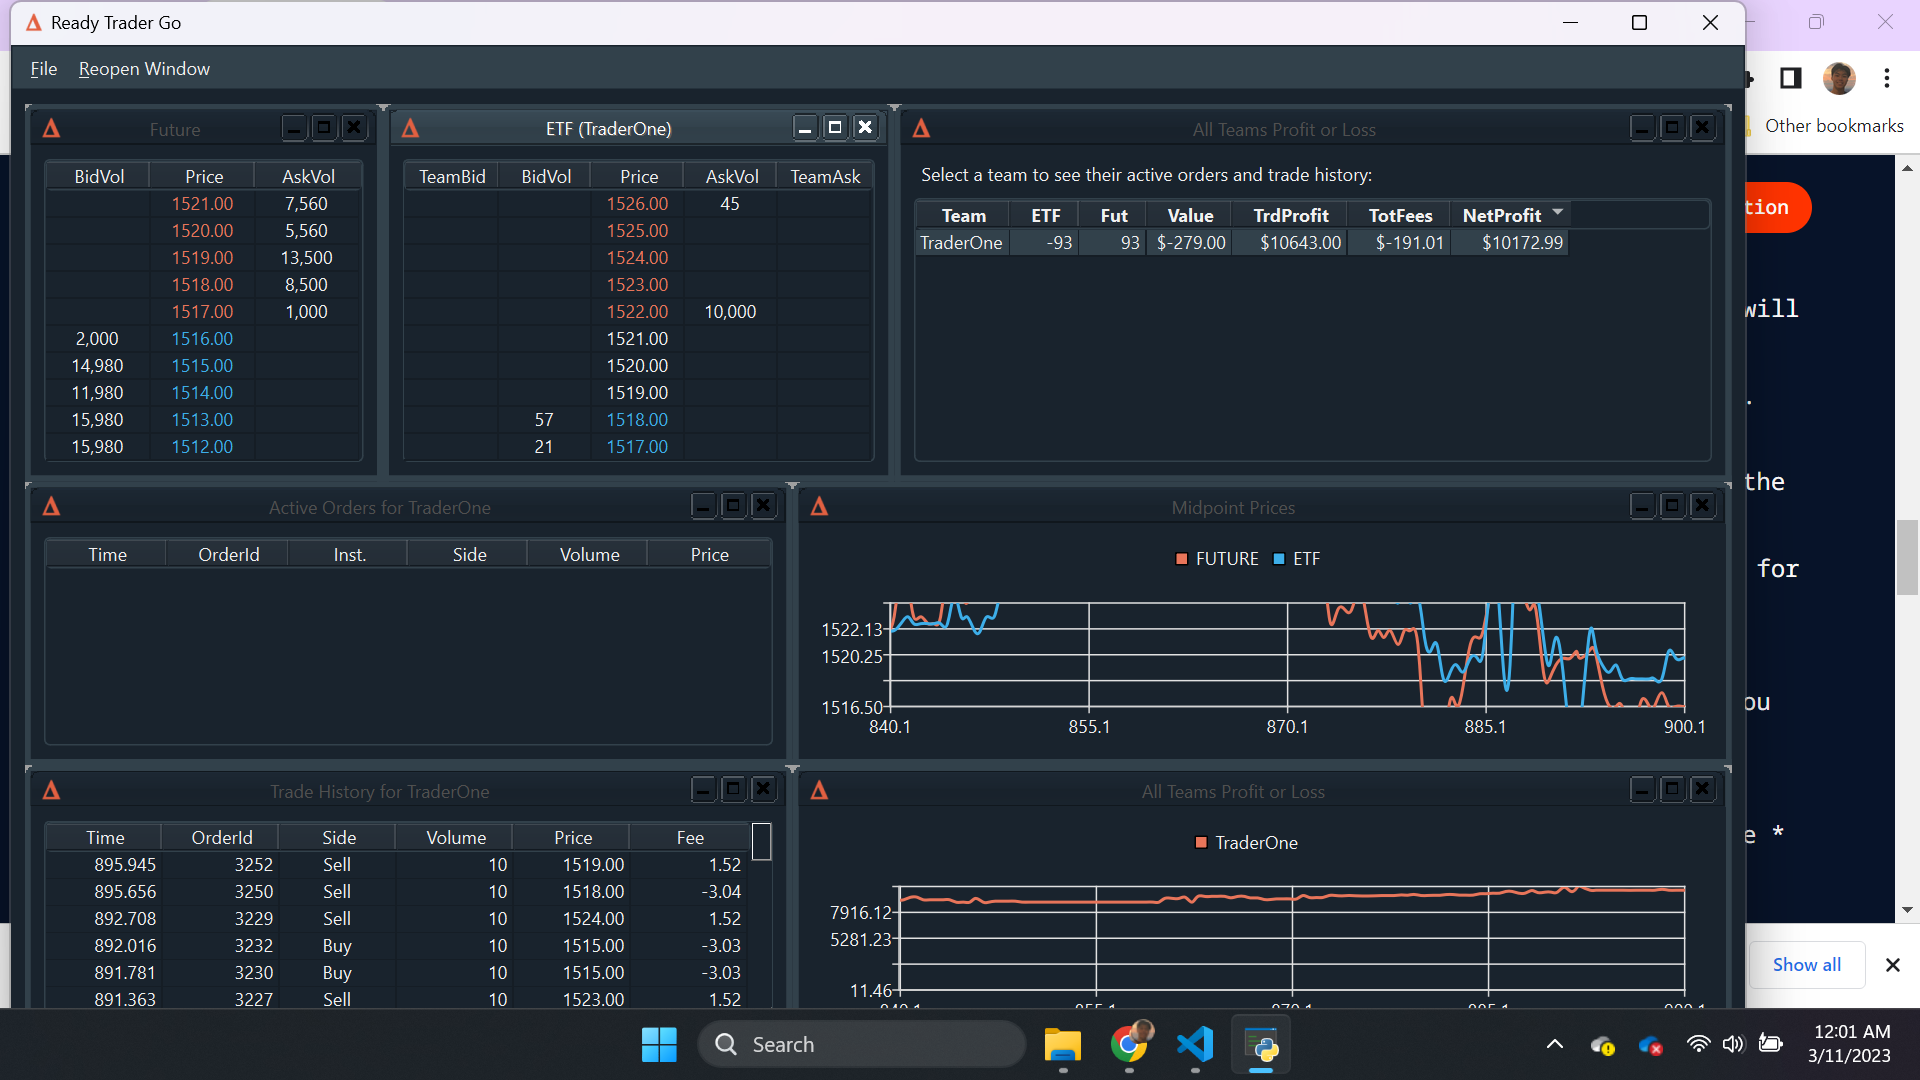 Ready Trader Go
File Reopen Window
Other bookmarks
Future
BidVol Price AskVol
1521.00 7,560
1520.00 5,560
1519.00 13,500
1518.00 8,500
1517.00 1,000
2,000 1516.00
14,980 1515.00
11,980 1514.00
15,980 1513.00
15,980 1512.00
ETF (TraderOne)
TeamBid BidVol Price AskVol TeamAsk
1526.00 45
1525.00
1524.00
1523.00
1522.00 10,000
1521.00
1520.00
1519.00
57 1518.00
21 1517.00
All Teams Profit or Loss
Select a team to see their active orders and trade history:
Team ETF Fut Value TrdProfit TotFees NetProfit
TraderOne -93 93 $-279.00 $10643.00 $-191.01 $10172.99
tion
will
.
the
for
ou
e *
Active Orders for TraderOne
Time OrderId Inst. Side Volume Price
Midpoint Prices
FUTURE ETF
1522.13
1520.25
1516.50
840.1 855.1 870.1 885.1 900.1
Trade History for TraderOne
Time OrderId Side Volume Price Fee
895.945 3252 Sell 10 1519.00 1.52
895.656 3250 Sell 10 1518.00 -3.04
892.708 3229 Sell 10 1524.00 1.52
892.016 3232 Buy 10 1515.00 -3.03
891.781 3230 Buy 10 1515.00 -3.03
891.363 3227 Sell 10 1523.00 1.52
All Teams Profit or Loss
TraderOne
7916.12
5281.23
11.46
Show all
Search
12:01 AM
3/11/2023